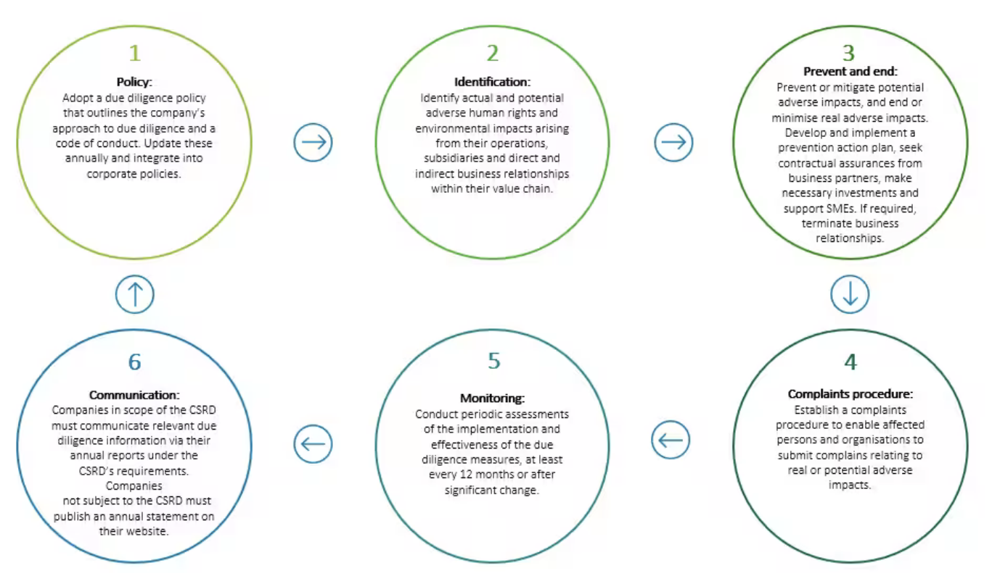 1
Policy:
Adopt a due diligence policy
that outlines the company's
approach to due diligence and a
code of conduct. Update these
annually and integrate into
corporate policies.
2
Identification:
Identify actual and potential
adverse human rights and
environmental impacts arising
from their operations,
subsidiaries and direct and
indirect business relationships
within their value chain.
3
Prevent and end:
Prevent or mitigate potential
adverse impacts, and end or
minimise real adverse impacts.
Develop and implement a
prevention action plan, seek
contractual assurances from
business partners, make
necessary investments and
support SMEs. If required,
terminate business
relationships.
4
Complaints procedure:
Establish a complaints
procedure to enable affected
persons and organisations to
submit complains relating to
real or potential adverse
impacts.
5
Monitoring:
Conduct periodic assessments
of the implementation and
effectiveness of the due
diligence measures, at least
every 12 months or after
significant change.
6
Communication:
Companies in scope of the CSRD
must communicate relevant due
diligence information via their
annual reports under the
CSRD's requirements.
Companies
not subject to the CSRD must
publish an annual statement on
their website.